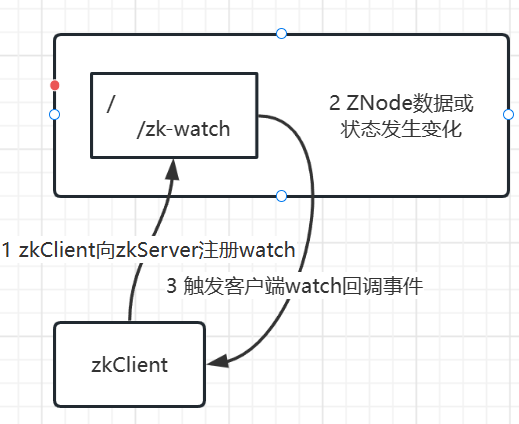 /
/zk-watch
2 ZNode数据或
状态发生变化
1 zkClient向zkServer注册watch
3 触发客户端watch回调事件
zkClient